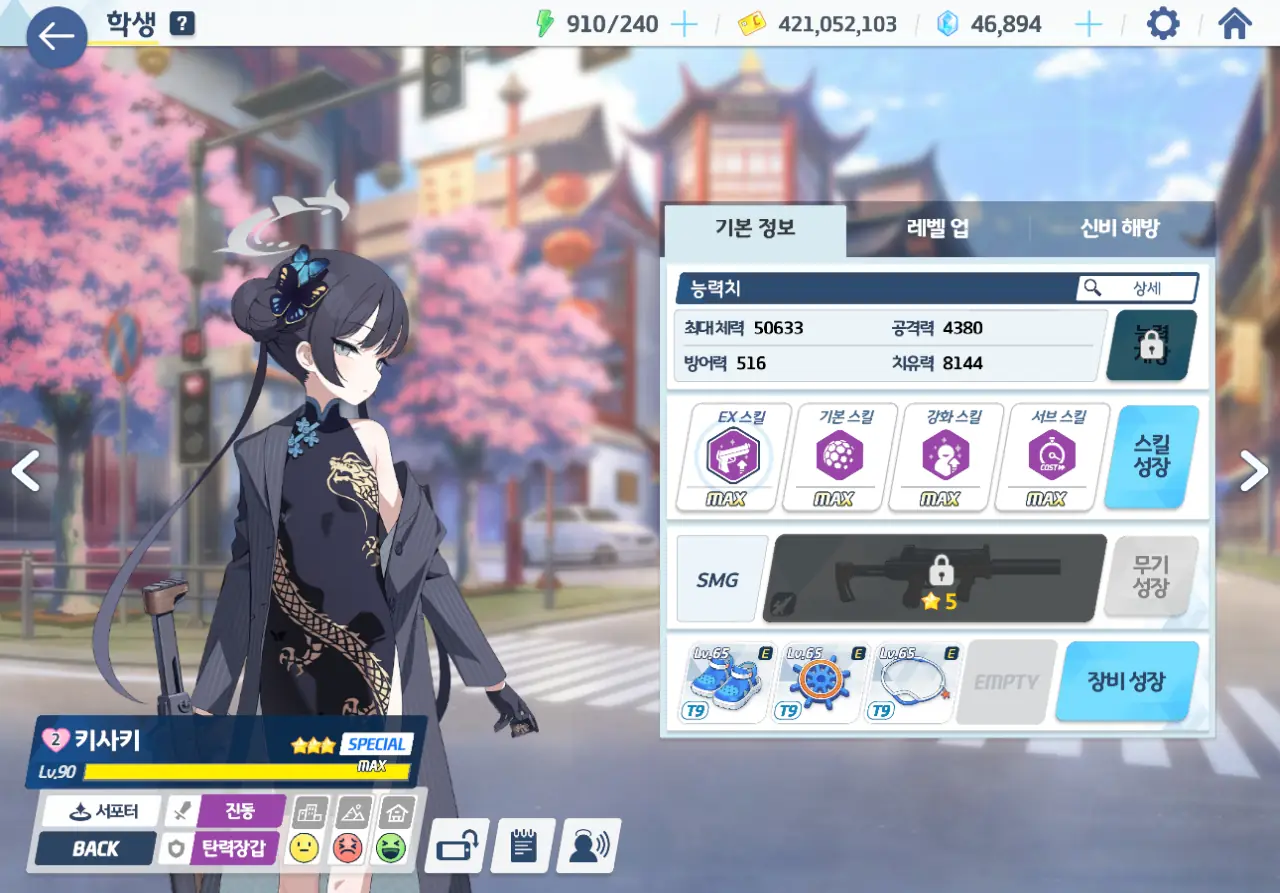 학생 ?
910/240
421,052,103
46,894
기본 정보
레벨 업
신비 해방
능력치
상세
최대 체력 50633
공격력 4380
방어력 516
치유력 8144
EX 스킬
기본 스킬
강화 스킬
서브 스킬
COST
MAX
MAX
MAX
MAX
스킬
성장
SMG
5
무기
성장
Lv.65 E
Lv.65 E
Lv.65 E
T9
T9
T9
EMPTY
장비 성장
2 키사키
SPECIAL
Lv.90
MAX
서포터
진동
BACK
탄력장갑